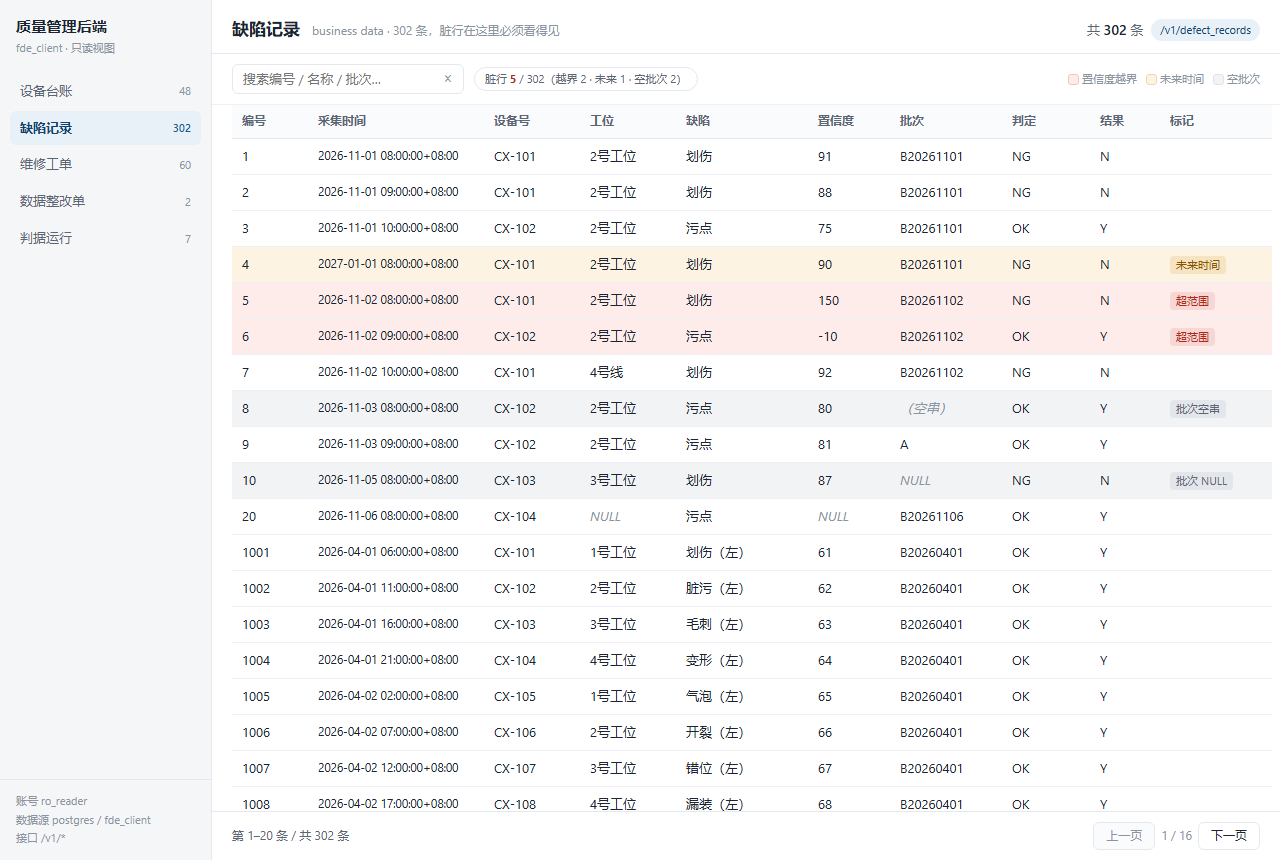 质量管理后端
fde_client · 只读视图
设备台账 48
缺陷记录 302
维修工单 60
数据整改单 2
判据运行 7
账号 ro_reader
数据源 postgres / fde_client
接口 /v1/*
缺陷记录 business data · 302 条，脏行在这里必须看得见 共 302 条 /v1/defect_records
搜索编号 / 名称 / 批次... × 脏行 5 / 302（越界 2 · 未来 1 · 空批次 2） 置信度越界 未来时间 空批次
编号 采集时间 设备号 工位 缺陷 置信度 批次 判定 结果 标记
1 2026-11-01 08:00:00+08:00 CX-101 2号工位 划伤 91 B20261101 NG N
2 2026-11-01 09:00:00+08:00 CX-101 2号工位 划伤 88 B20261101 NG N
3 2026-11-01 10:00:00+08:00 CX-102 2号工位 污点 75 B20261101 OK Y
4 2027-01-01 08:00:00+08:00 CX-101 2号工位 划伤 90 B20261101 NG N 未来时间
5 2026-11-02 08:00:00+08:00 CX-101 2号工位 划伤 150 B20261102 NG N 超范围
6 2026-11-02 09:00:00+08:00 CX-102 2号工位 污点 -10 B20261102 OK Y 超范围
7 2026-11-02 10:00:00+08:00 CX-101 4号线 划伤 92 B20261102 NG N
8 2026-11-03 08:00:00+08:00 CX-102 2号工位 污点 80 （空串） OK Y 批次空串
9 2026-11-03 09:00:00+08:00 CX-102 2号工位 污点 81 A OK Y
10 2026-11-05 08:00:00+08:00 CX-103 3号工位 划伤 87 NULL NG N 批次 NULL
20 2026-11-06 08:00:00+08:00 CX-104 NULL 污点 NULL B20261106 OK Y
1001 2026-04-01 06:00:00+08:00 CX-101 1号工位 划伤（左） 61 B20260401 OK Y
1002 2026-04-01 11:00:00+08:00 CX-102 2号工位 脏污（左） 62 B20260401 OK Y
1003 2026-04-01 16:00:00+08:00 CX-103 3号工位 毛刺（左） 63 B20260401 OK Y
1004 2026-04-01 21:00:00+08:00 CX-104 4号工位 变形（左） 64 B20260401 OK Y
1005 2026-04-02 02:00:00+08:00 CX-105 1号工位 气泡（左） 65 B20260401 OK Y
1006 2026-04-02 07:00:00+08:00 CX-106 2号工位 开裂（左） 66 B20260401 OK Y
1007 2026-04-02 12:00:00+08:00 CX-107 3号工位 错位（左） 67 B20260401 OK Y
1008 2026-04-02 17:00:00+08:00 CX-108 4号工位 漏装（左） 68 B20260401 OK Y
第 1–20 条 / 共 302 条 上一页 1 / 16 下一页